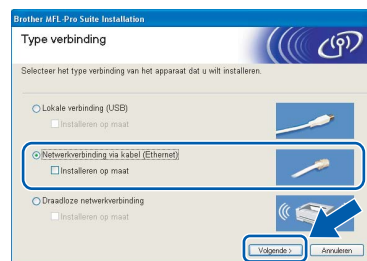 Brother MFL-Pro Suite Installation
Type verbinding
Selecteer het type verbinding van het apparaat dat u wilt installeren.
Lokale verbinding (USB)
Installeren op maat
Netwerkverbinding via kabel (Ethernet)
Installeren op maat
Draadloze netwerkverbinding
Installeren op maat
Volgende > Annuleren